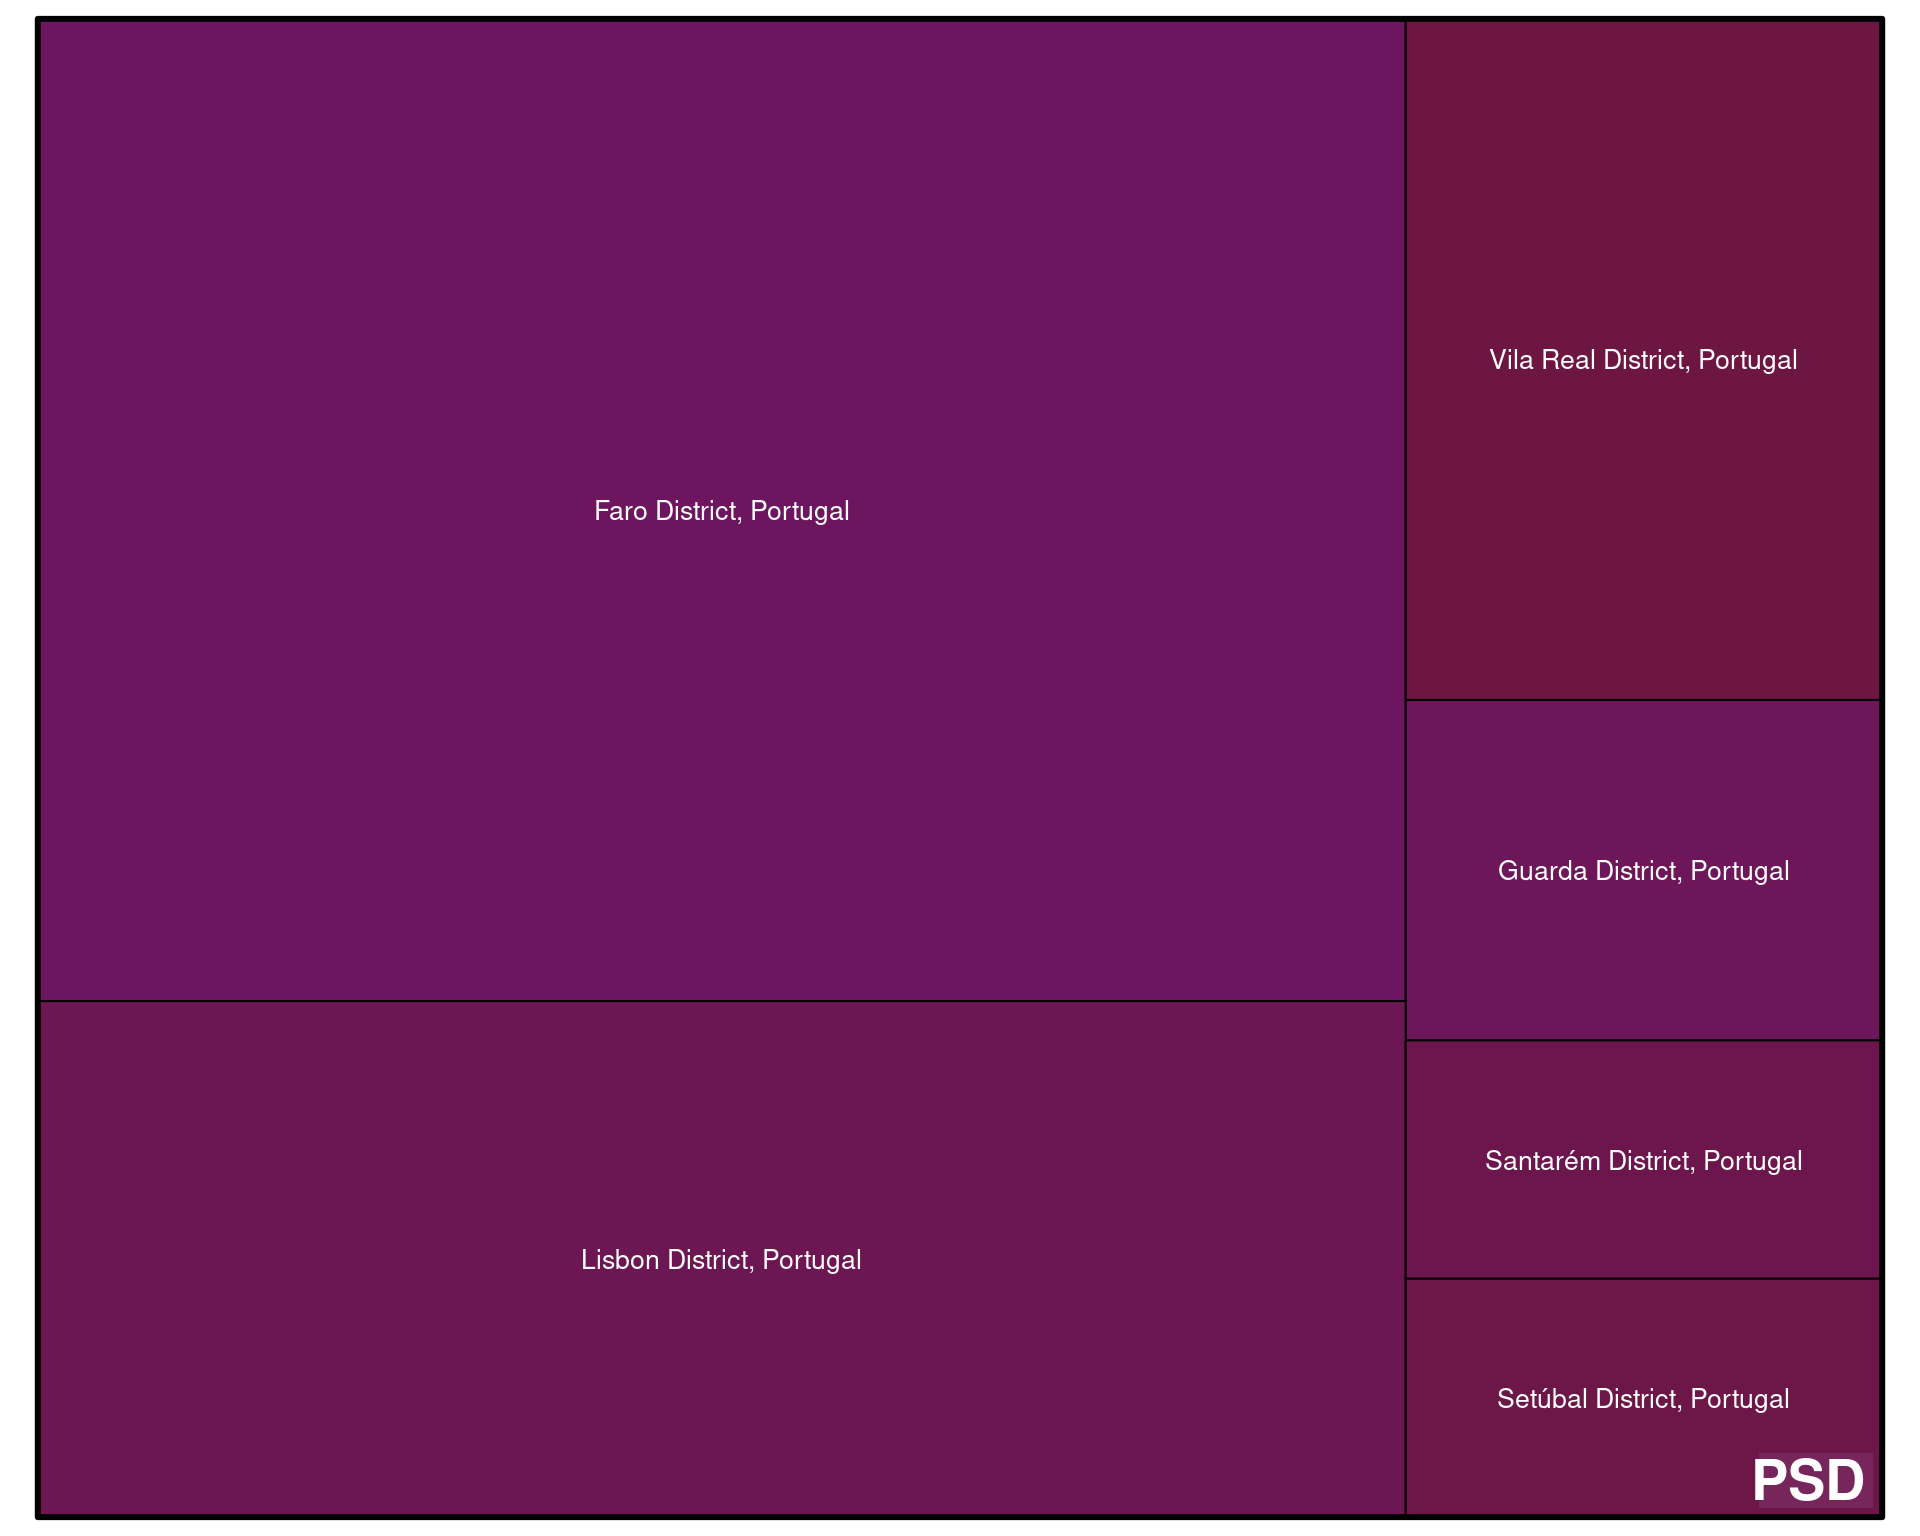 Faro District, Portugal
Lisbon District, Portugal
Vila Real District, Portugal
Guarda District, Portugal
Santarém District, Portugal
Setúbal District, Portugal
PSD